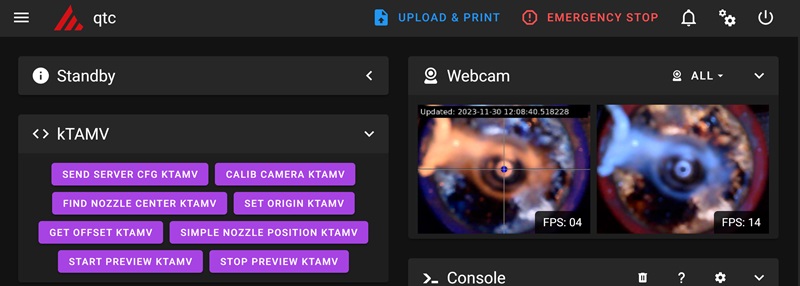 qtc
UPLOAD & PRINT
EMERGENCY STOP
Standby
kTAMV
SEND SERVER CFG KTAMV
CALIB CAMERA KTAMV
FIND NOZZLE CENTER KTAMV
SET ORIGIN KTAMV
GET OFFSET KTAMV
SIMPLE NOZZLE POSITION KTAMV
START PREVIEW KTAMV
STOP PREVIEW KTAMV
Webcam
ALL
Updated: 2023-11-30 12:08:40.518228
FPS: 04
FPS: 14
Console